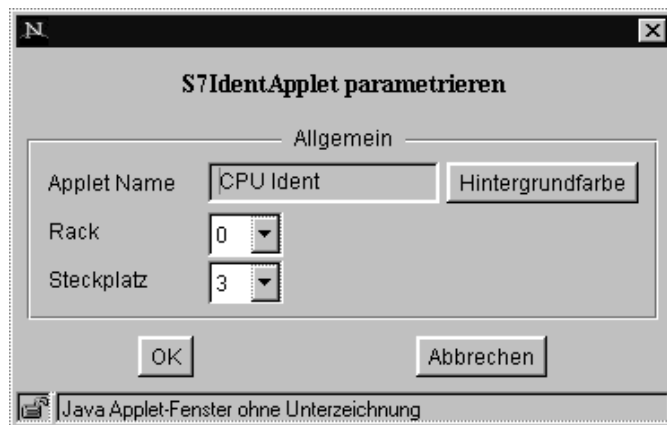 N
S7IdentApplet parametrieren
Allgemein
Applet Name CPU Ident Hintergrundfarbe
Rack 0
Steckplatz 3
OK Abbrechen
Java Applet-Fenster ohne Unterzeichnung